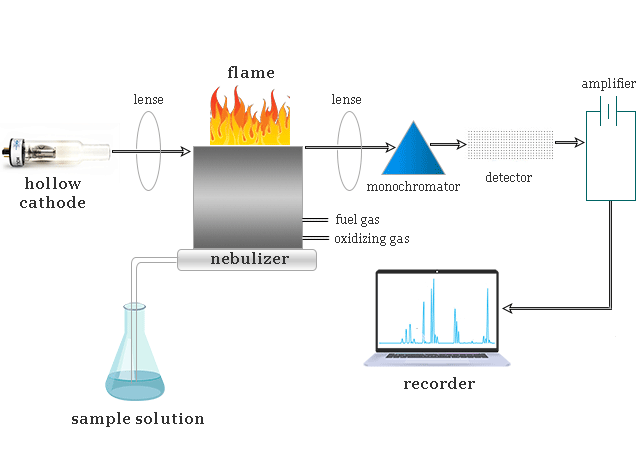 flame
lense
lense
amplifier
hollow
cathode
monochromator
detector
fuel gas
oxidizing gas
nebulizer
recorder
sample solution